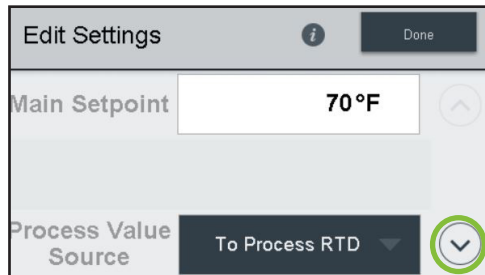 Edit Settings
i
Done
Main Setpoint
70°F
Process Value
Source
To Process RTD